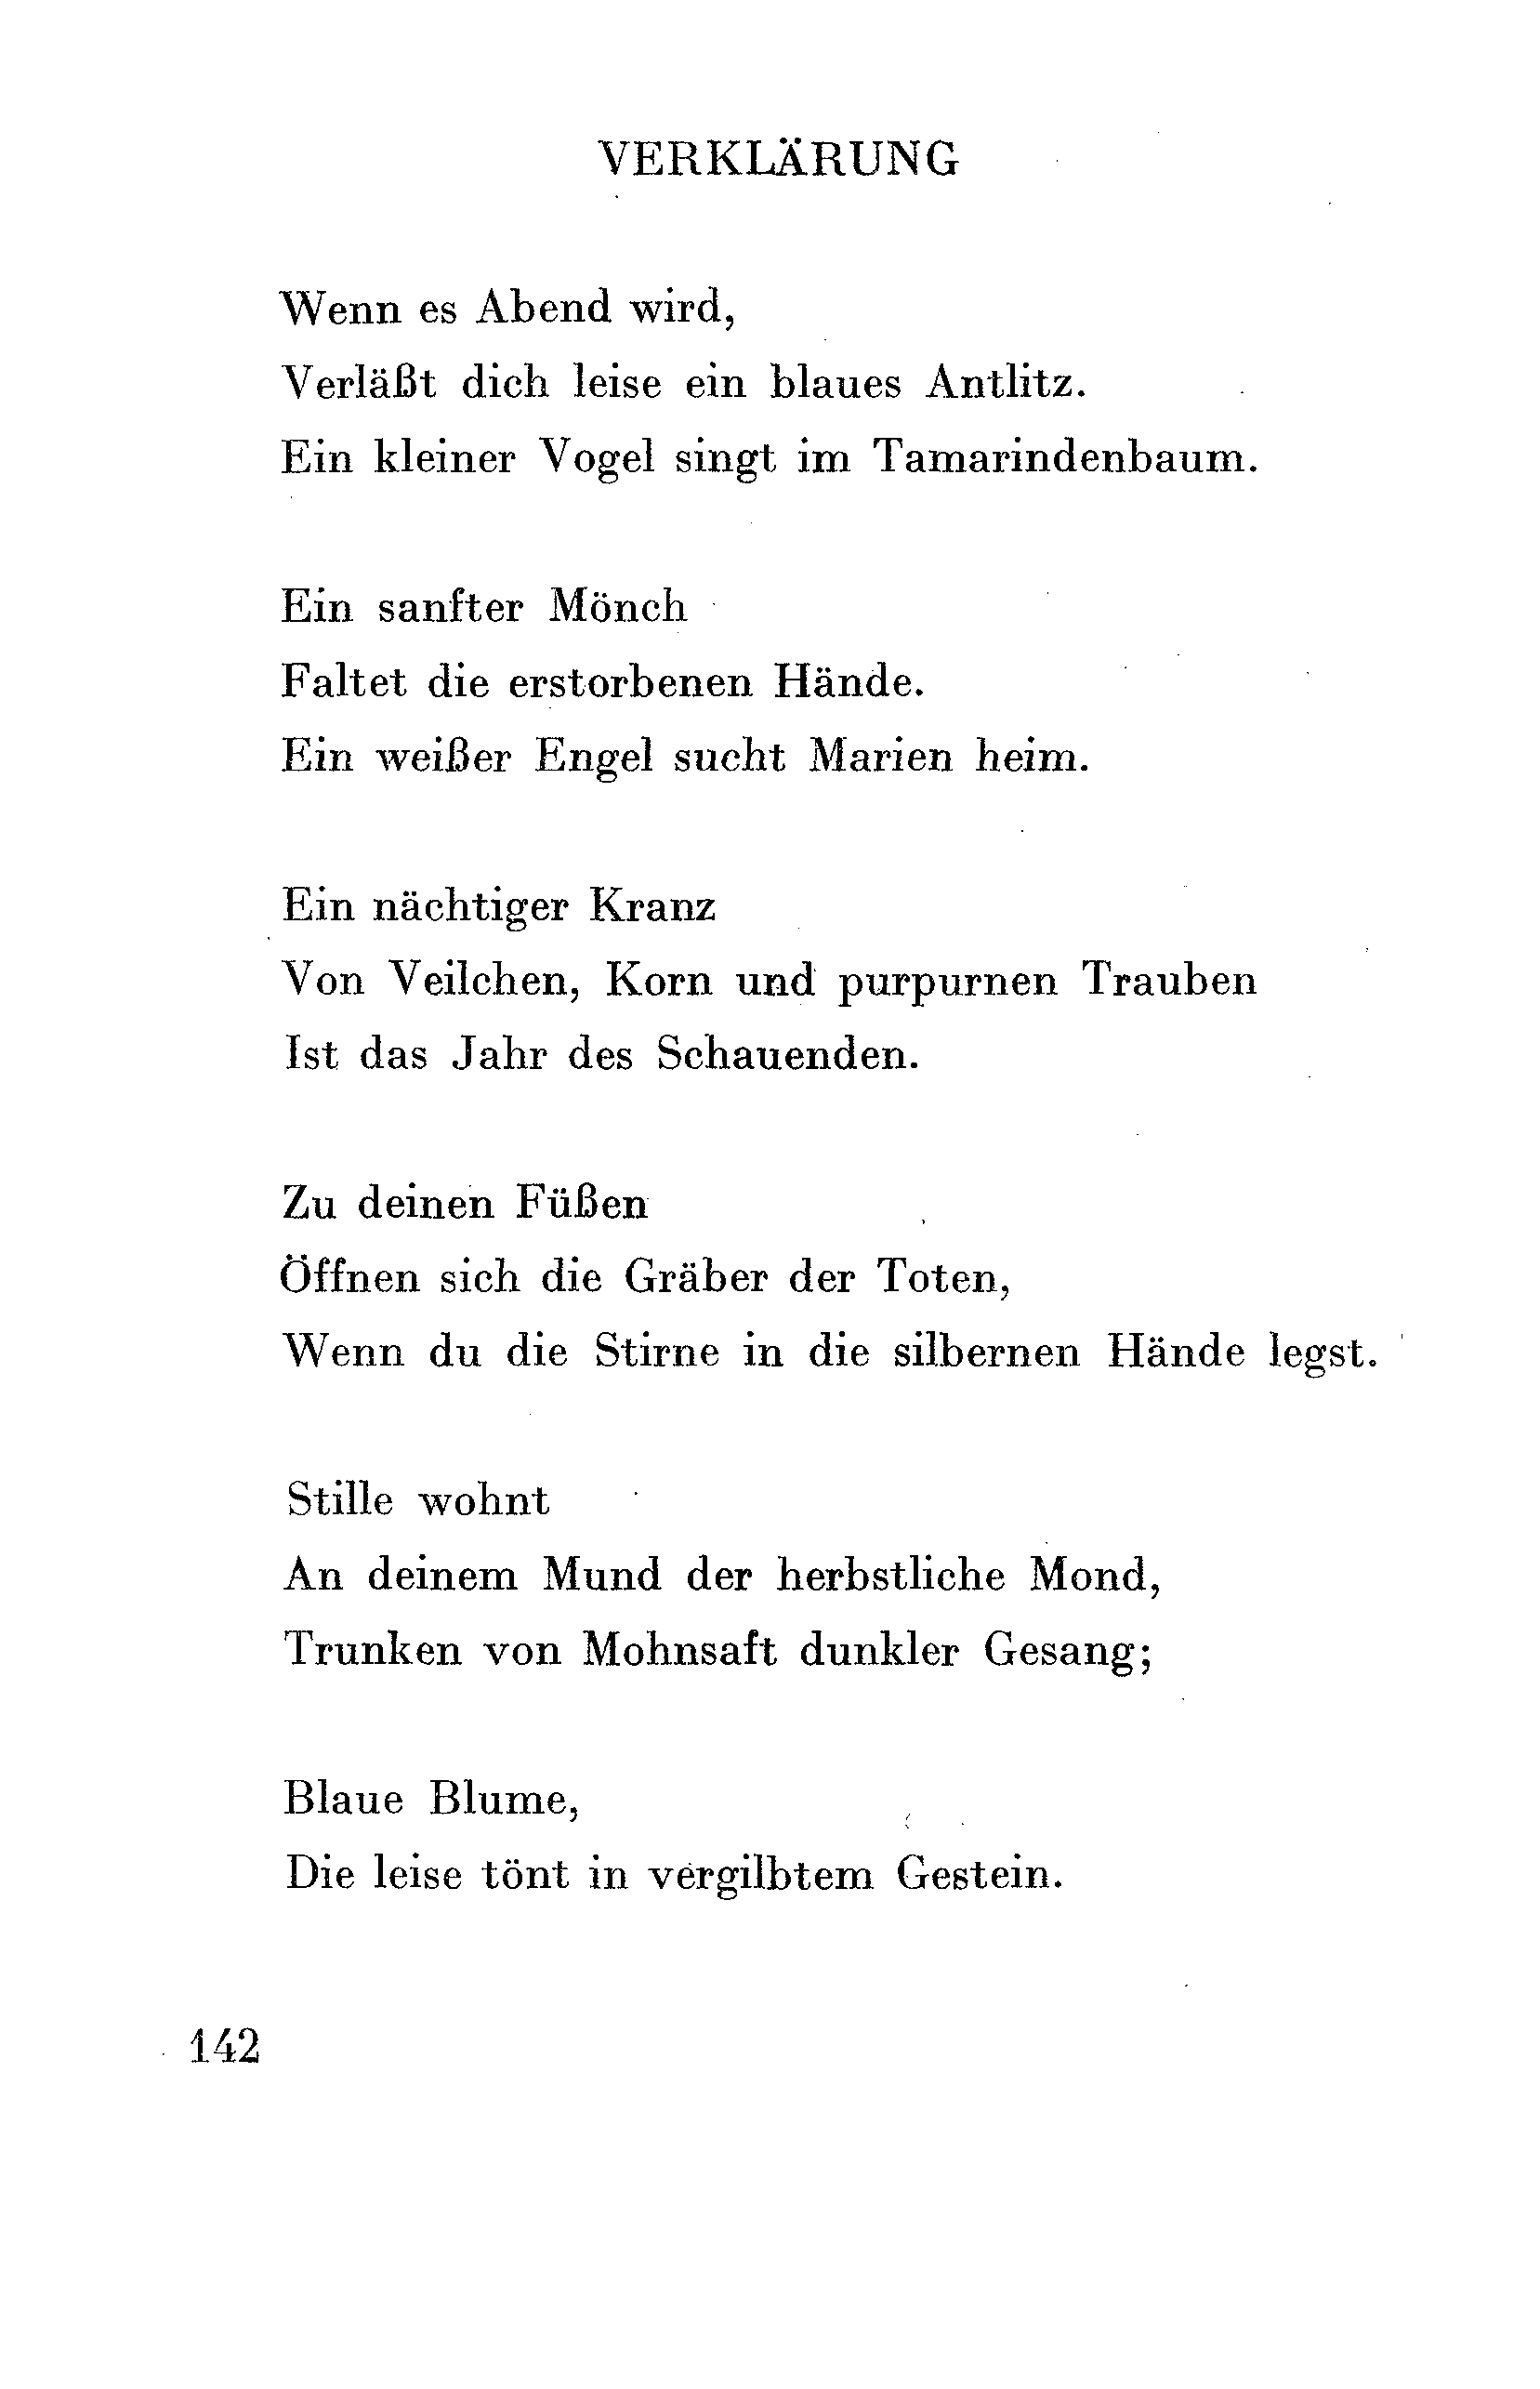 VERKLÄRUNG
Wenn es Abend wird,
Verläßt dich leise ein blaues Antlitz.
Ein kleiner Vogel singt im Tamarindenbaum.
Ein sanfter Mönch
Faltet die erstorbenen Hände.
Ein weißer Engel sucht Marien heim.
Ein nächtiger Kranz
Von Veilchen, Korn und purpurnen Trauben
Ist das Jahr des Schauenden.
Zu deinen Füßen
Öffnen sich die Gräber der Toten,
Wenn du die Stirne in die silbernen Hände legst.
Stille wohnt
An deinem Mund der herbstliche Mond,
Trunken von Mohnsaft dunkler Gesang;
Blaue Blume,
Die leise tönt in vergilbtem Gestein.
142